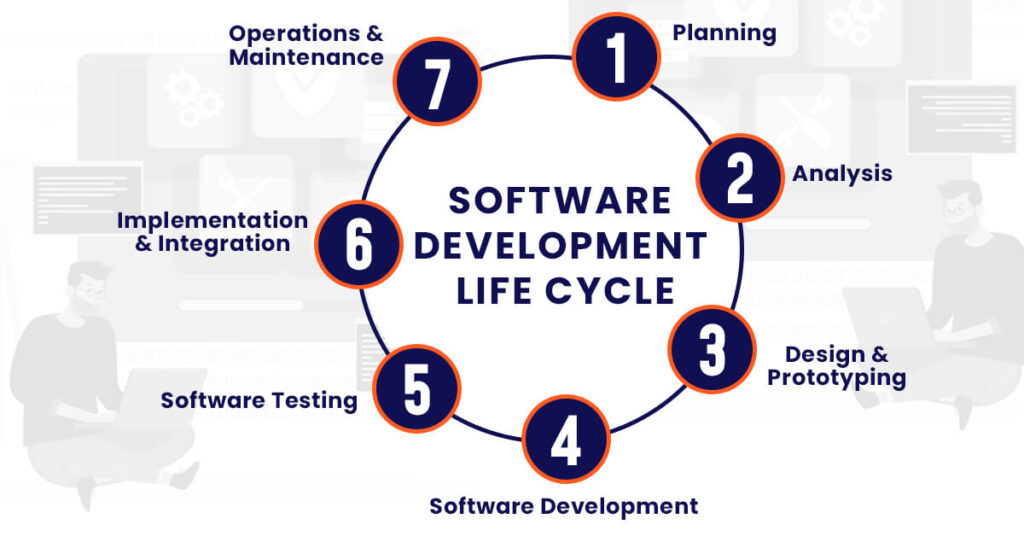 SOFTWARE
DEVELOPMENT
LIFE CYCLE
1
Planning
2
Analysis
3
Design &
Prototyping
4
Software Development
5
Software Testing
6
Implementation
& Integration
7
Operations &
Maintenance